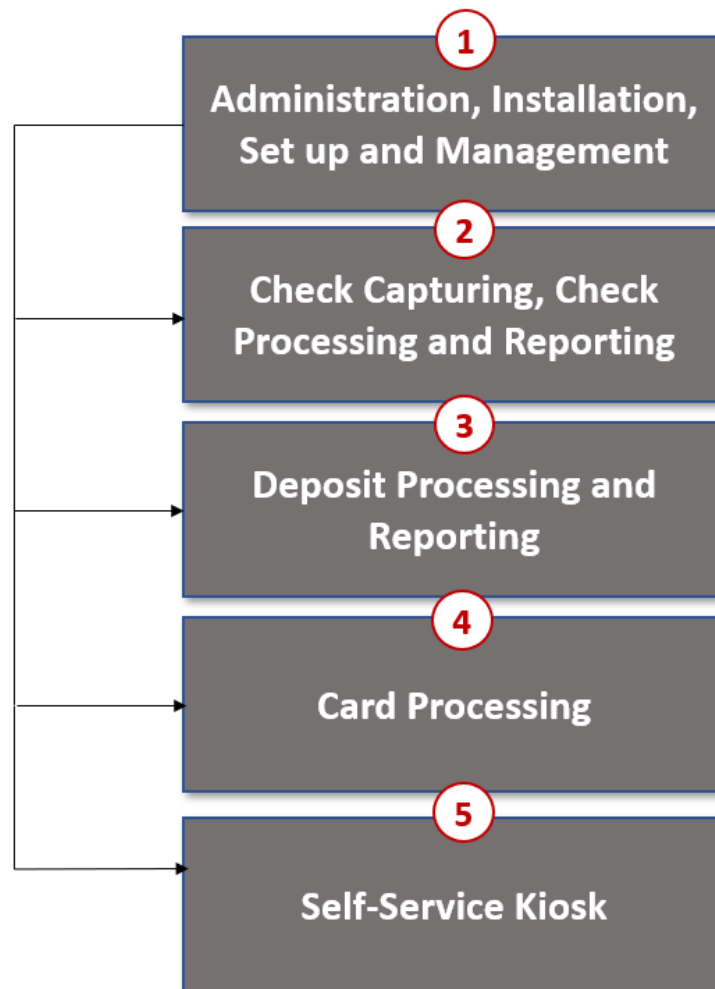 1
Administration, Installation,
Set up and Management
2
Check Capturing, Check
Processing and Reporting
3
Deposit Processing and
Reporting
4
Card Processing
5
Self-Service Kiosk